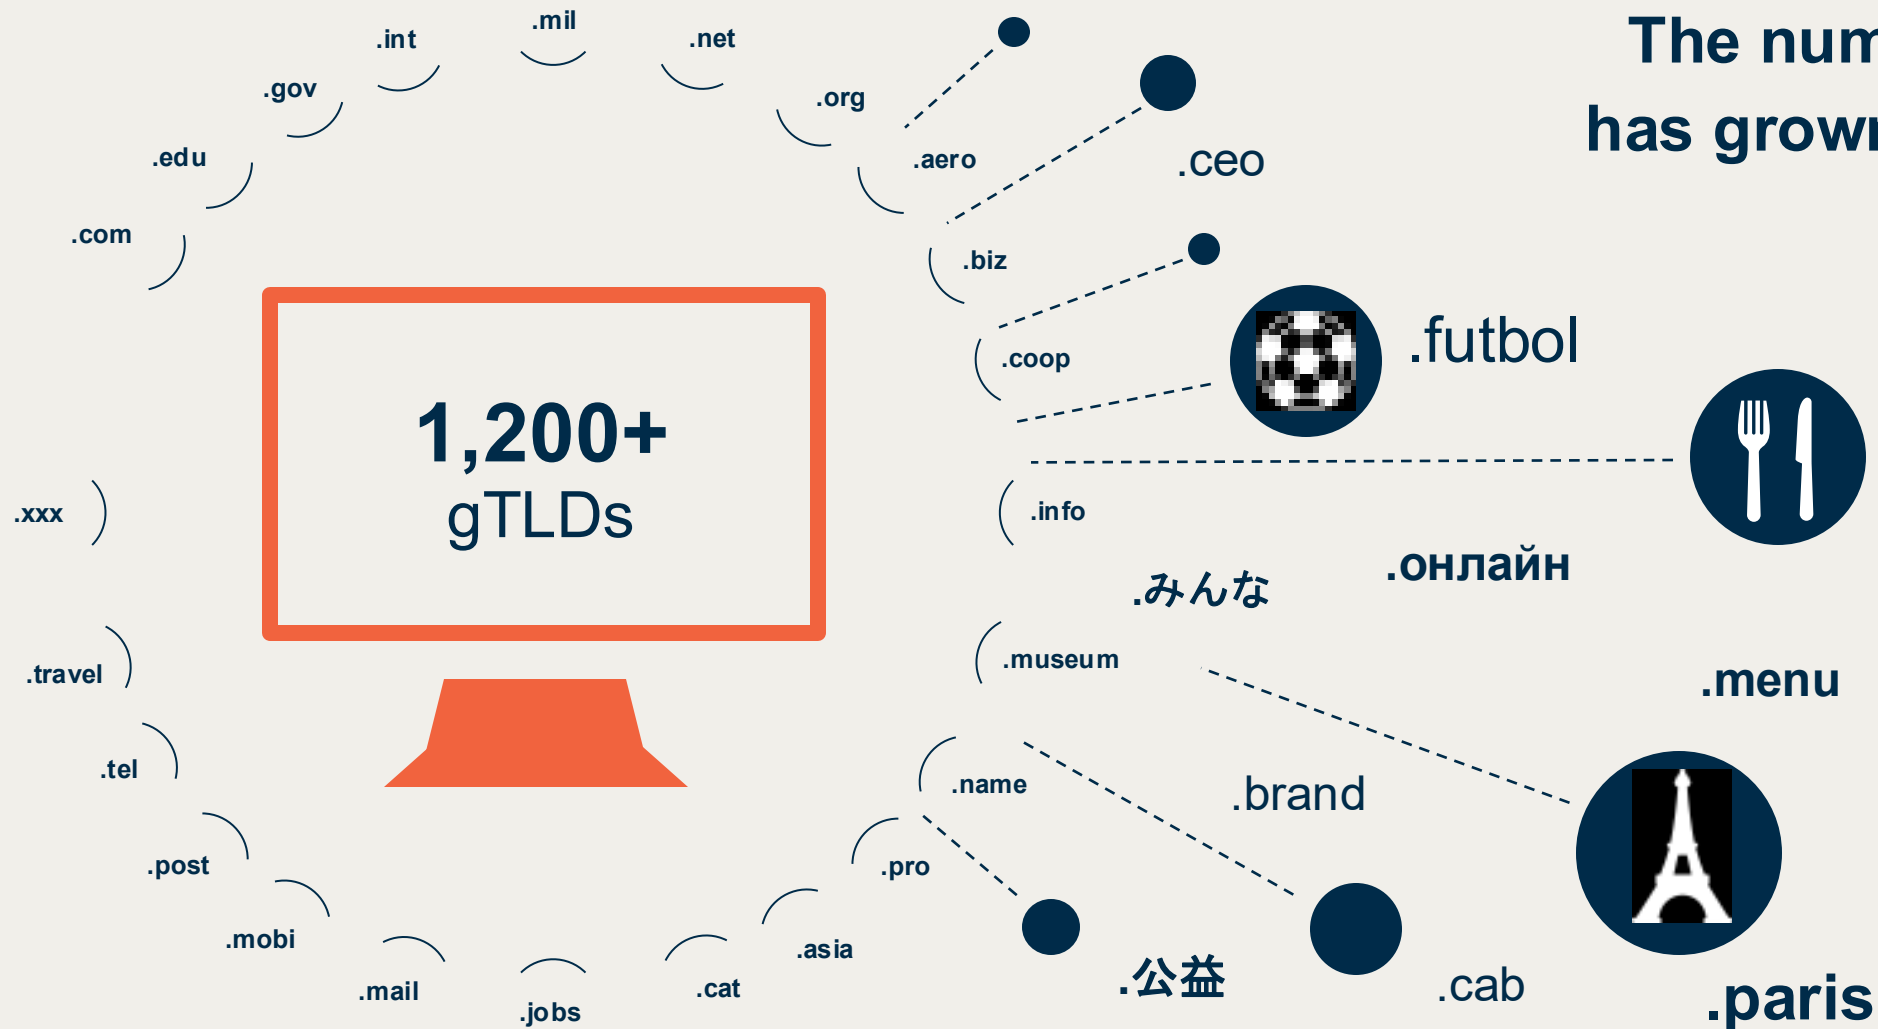 The num
has grown
.mil
.int
.net
.gov
.org
.edu
.aero
.ceo
.com
.biz
.futbol
.coop
1,200+
gTLDs
.xxx
.info
.онлайн
.みんな
.museum
.travel
.menu
.tel
.name
.brand
.post
.pro
.mobi
.asia
.公益
.mail
.cat
.cab
.jobs
.paris